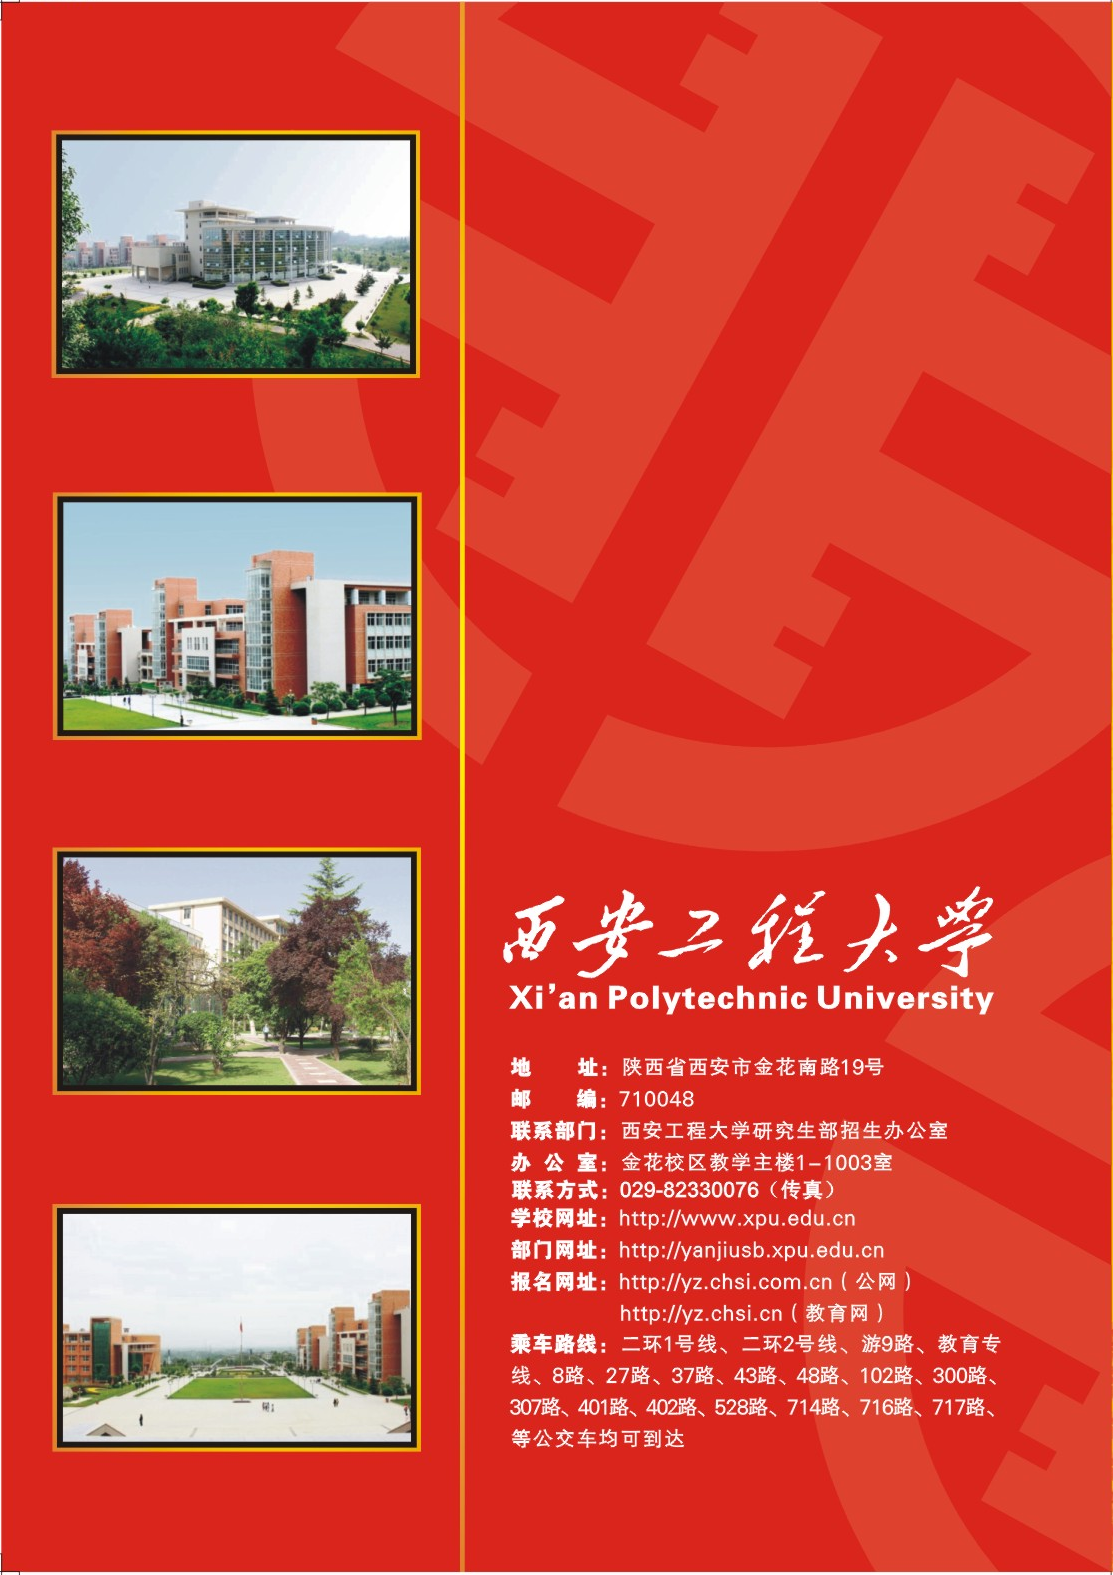 西安工程大學
Xi'an Polytechnic University
地 址：陕西省西安市金花南路19号
邮 编：710048
联系部门：西安工程大学研究生部招生办公室
办 公 室：金花校区教学主楼1-1003室
联系方式：029-82330076（传真）
学校网址：http://www.xpu.edu.cn
部门网址：http://yanjiusb.xpu.edu.cn
报名网址：http://yz.chsi.com.cn（公网）
http://yz.chsi.cn（教育网）
乘车路线：二环1号线、二环2号线、游9路、教育专
线、8路、27路、37路、43路、48路、102路、300路、
307路、401路、402路、528路、714路、716路、717路、
等公交车均可到达